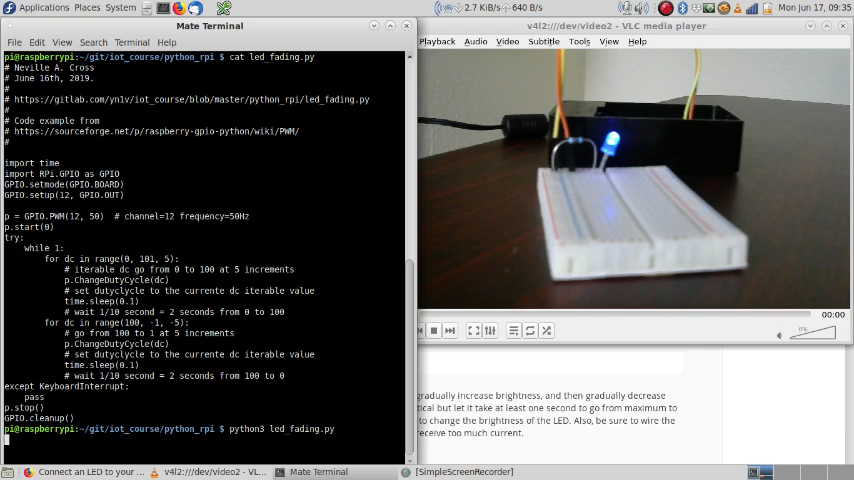 Applications Places System
2.7 KiB/s 640 B/s
Mon Jun 17, 09:35
Mate Terminal
File Edit View Search Terminal Help
pi@raspberrypi:~/git/iot_course/python_rpi $ cat led_fading.py
# Neville A. Cross
# June 16th, 2019.
#
# https://gitlab.com/yn1v/iot_course/blob/master/python_rpi/led_fading.py
#
# Code example from
# https://sourceforge.net/p/raspberry-gpio-python/wiki/PWM/
#
import time
import RPi.GPIO as GPIO
GPIO.setmode(GPIO.BOARD)
GPIO.setup(12, GPIO.OUT)
p = GPIO.PWM(12, 50)  # channel=12 frequency=50Hz
p.start(0)
try:
    while 1:
        for dc in range(0, 101, 5):
            # iterable dc go from 0 to 100 at 5 increments
            p.ChangeDutyCycle(dc)
            # set dutyclycle to the currente dc iterable value
            time.sleep(0.1)
            # wait 1/10 second = 2 seconds from 0 to 100
        for dc in range(100, -1, -5):
            # go from 100 to 1 at 5 increments
            p.ChangeDutyCycle(dc)
            # set dutyclycle to the currente dc iterable value
            time.sleep(0.1)
            # wait 1/10 second = 2 seconds from 100 to 0
except KeyboardInterrupt:
    pass
p.stop()
GPIO.cleanup()
pi@raspberrypi:~/git/iot_course/python_rpi $ python3 led_fading.py
v4l2:///dev/video2 - VLC media player
Playback Audio Video Subtitle Tools View Help
00:00
0%
gradually increase brightness, and then gradually decrease
tical but let it take at least one second to go from maximum to
to change the brightness of the LED. Also, be sure to wire the
receive too much current.
Connect an LED to your ... v4l2:///dev/video2 - VL... Mate Terminal [SimpleScreenRecorder]